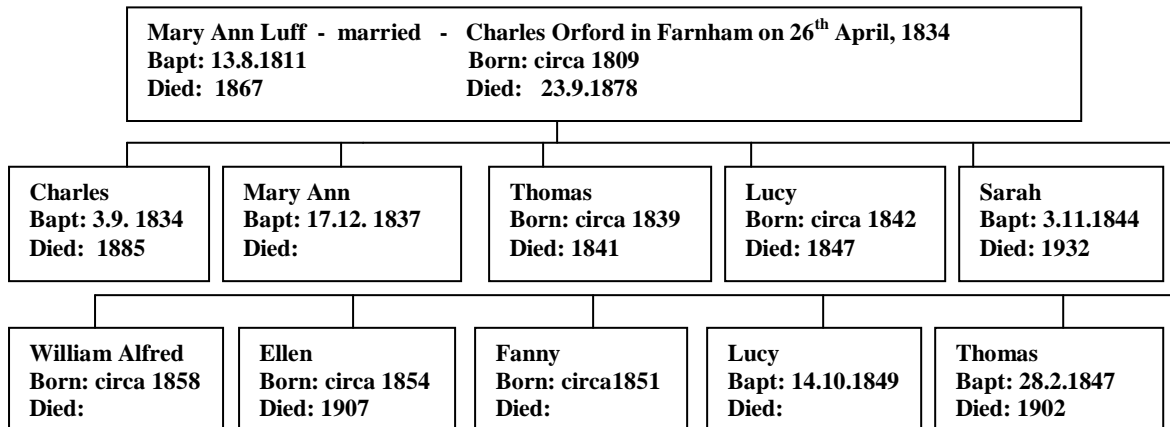 Mary Ann Luff - married - Charles Orford in Farnham on 26th April, 1834
Bapt: 13.8.1811 Born: circa 1809
Died: 1867 Died: 23.9.1878
Charles
Bapt: 3.9. 1834
Died: 1885
Mary Ann
Bapt: 17.12. 1837
Died:
Thomas
Born: circa 1839
Died: 1841
Lucy
Born: circa 1842
Died: 1847
Sarah
Bapt: 3.11.1844
Died: 1932
William Alfred
Born: circa 1858
Died:
Ellen
Born: circa 1854
Died: 1907
Fanny
Born: circa1851
Died:
Lucy
Bapt: 14.10.1849
Died:
Thomas
Bapt: 28.2.1847
Died: 1902